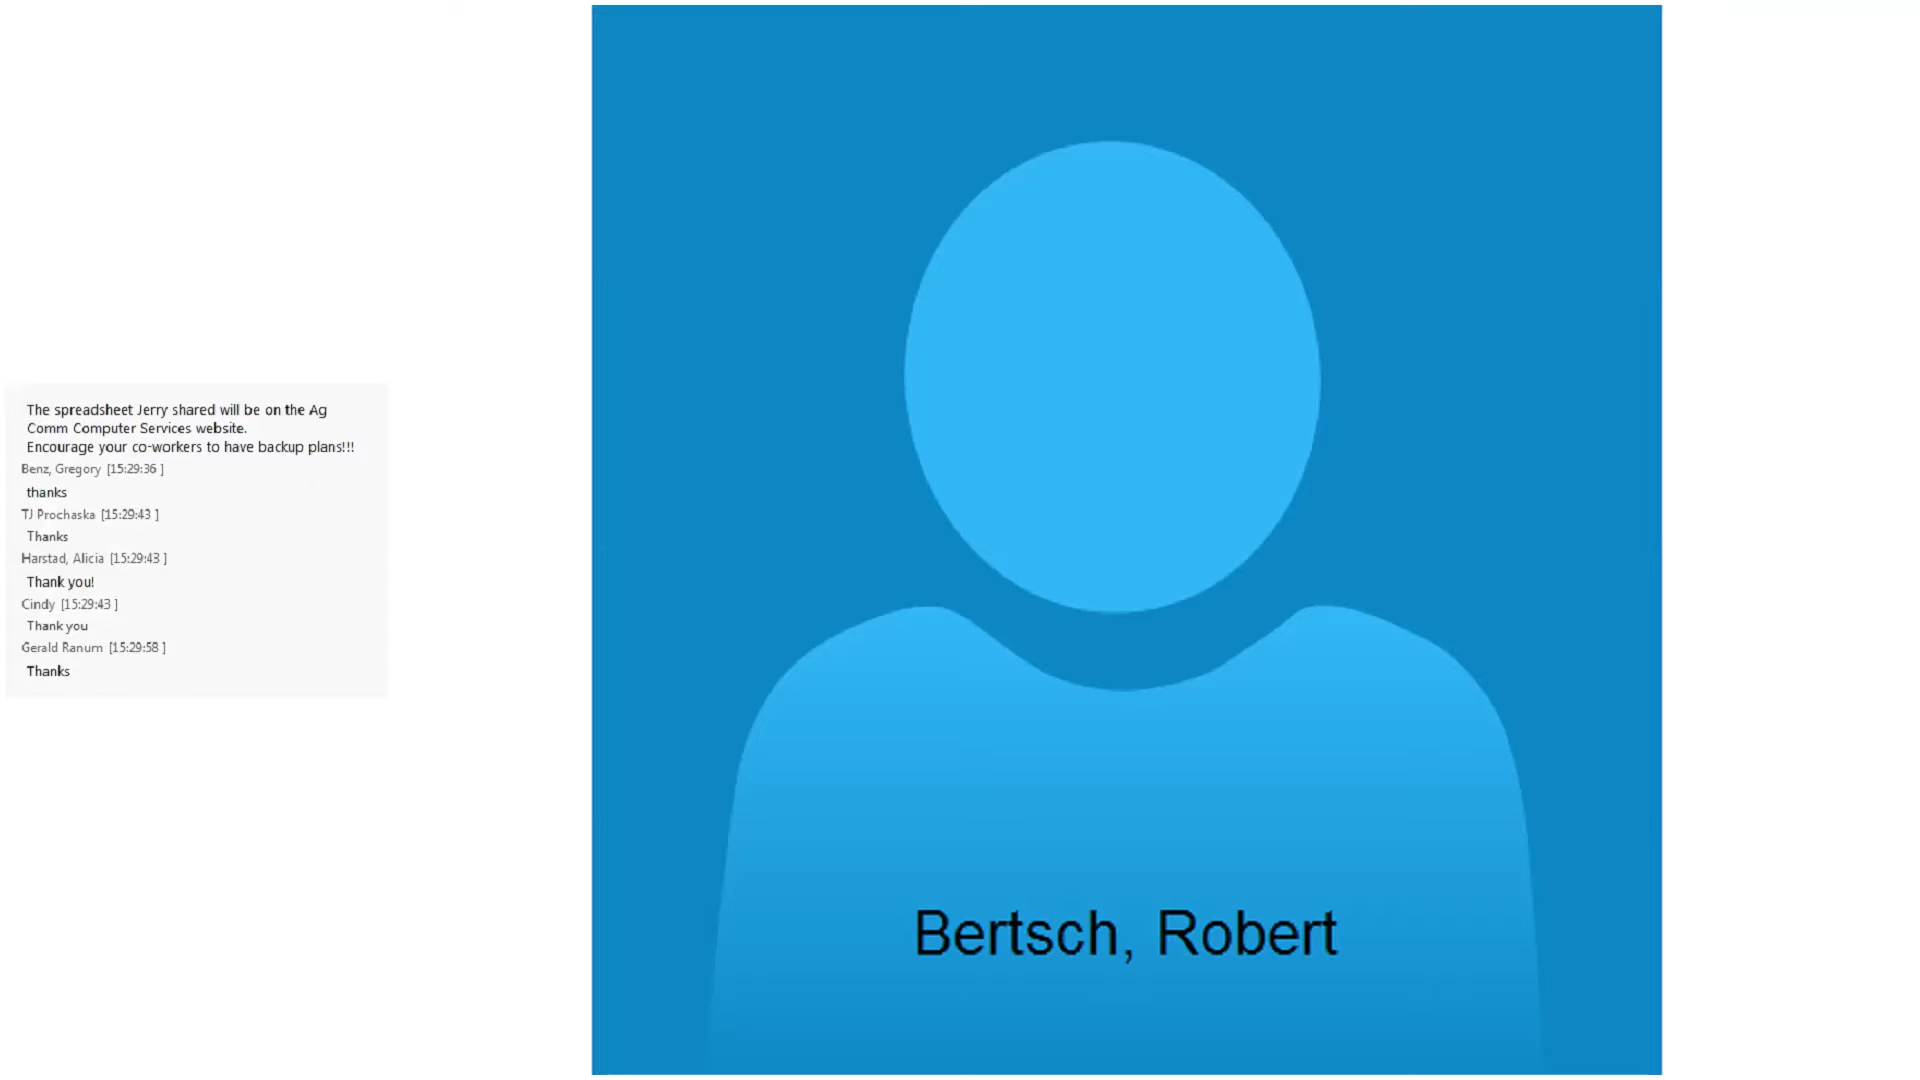 The spreadsheet Jerry shared will be on the Ag
Comm Computer Services website.
Encourage your co-workers to have backup plans!!!
Benz, Gregory [15:29:36 ]
thanks
TJ Prochaska [15:29:43 ]
Thanks
Harstad, Alicia [15:29:43 ]
Thank you!
Cindy [15:29:43 ]
Thank you
Gerald Ranum [15:29:58 ]
Thanks
Bertsch, Robert